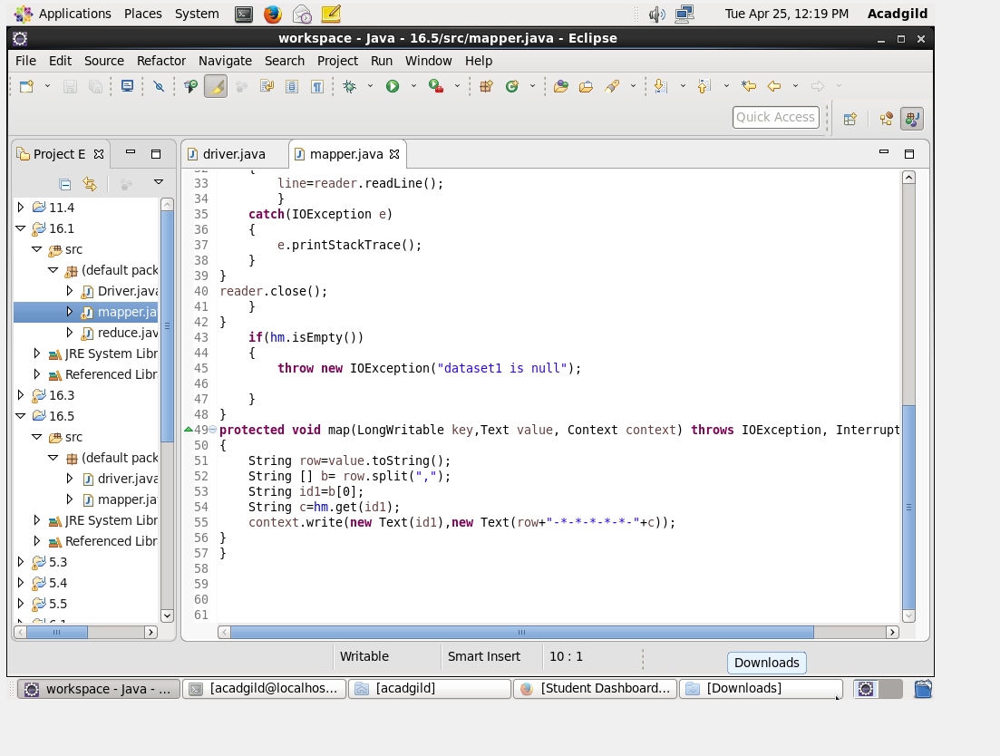 Applications Places System Tue Apr 25, 12:19 PM Acadgild
workspace - Java - 16.5/src/mapper.java - Eclipse
File Edit Source Refactor Navigate Search Project Run Window Help
Quick Access
Project E
driver.java mapper.java
11.4
16.1
src
(default pack
Driver.java
mapper.ja
reduce.jav
JRE System Libr
Referenced Libr
16.3
16.5
src
(default pack
driver.java
mapper.ja
JRE System Libr
Referenced Libr
5.3
5.4
5.5
{
33 line=reader.readLine();
34 }
35 catch(IOException e)
36 {
37 e.printStackTrace();
38 }
39 }
40 reader.close();
41 }
42 }
43 if(hm.isEmpty())
44 {
45 throw new IOException("dataset1 is null");
46
47 }
48 }
49 protected void map(LongWritable key,Text value, Context context) throws IOException, Interrupt
50 {
51 String row=value.toString();
52 String [] b= row.split(",");
53 String id1=b[0];
54 String c=hm.get(id1);
55 context.write(new Text(id1),new Text(row+"-*-*-*-*-*-"+c));
56 }
57 }
58
59
60
61
Writable Smart Insert 10 : 1
Downloads
workspace - Java - ... [acadgild@localhos... [acadgild] [Student Dashboard... [Downloads]